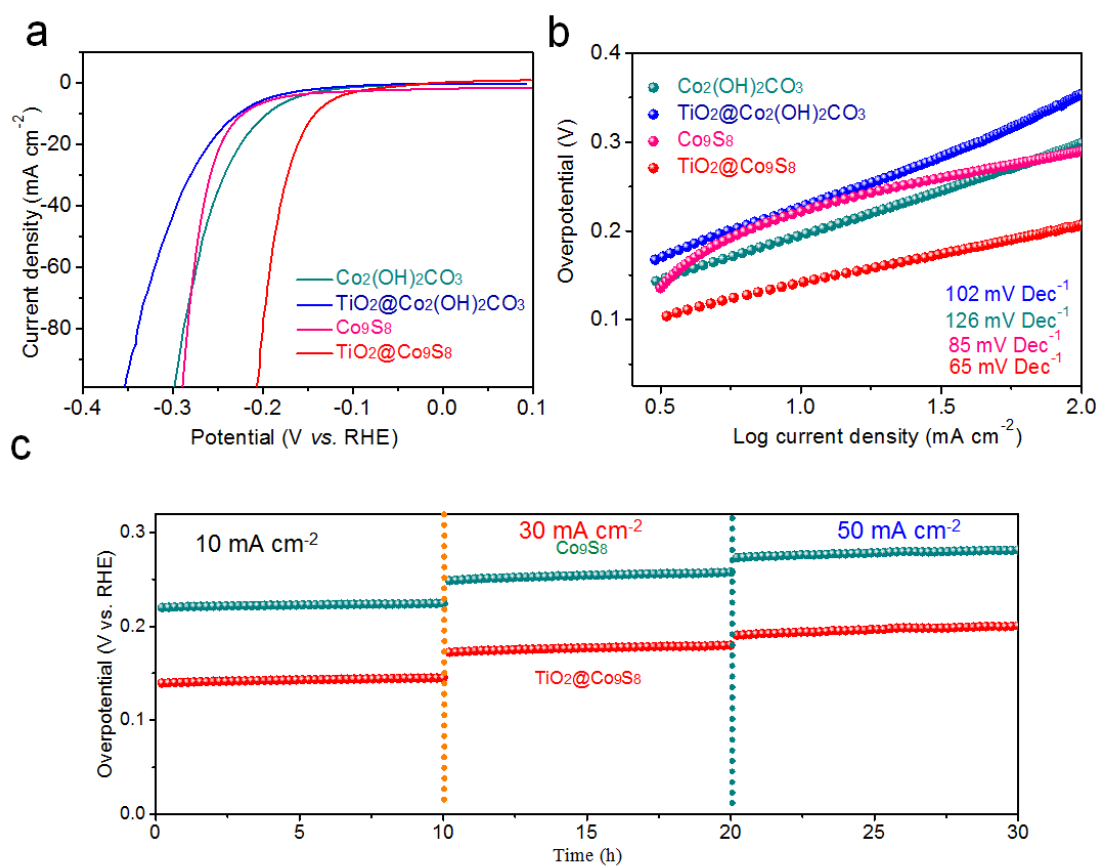 a
Current density (mA cm⁻²)
0
-20
-40
-60
-80
-0.4
-0.3
-0.2
-0.1
0.0
0.1
Potential (V vs. RHE)
Co₂(OH)₂CO₃
TiO₂@Co₂(OH)₂CO₃
Co₉S₈
TiO₂@Co₉S₈
b
Overpotential (V)
0.4
0.3
0.2
0.1
0.5
1.0
1.5
2.0
Log current density (mA cm⁻²)
Co₂(OH)₂CO₃
TiO₂@Co₂(OH)₂CO₃
Co₉S₈
TiO₂@Co₉S₈
102 mV Dec⁻¹
126 mV Dec⁻¹
85 mV Dec⁻¹
65 mV Dec⁻¹
c
Overpotential (V vs. RHE)
0.3
0.2
0.1
0.0
10 mA cm⁻²
30 mA cm⁻²
50 mA cm⁻²
Co₉S₈
TiO₂@Co₉S₈
0
5
10
15
20
25
30
Time (h)